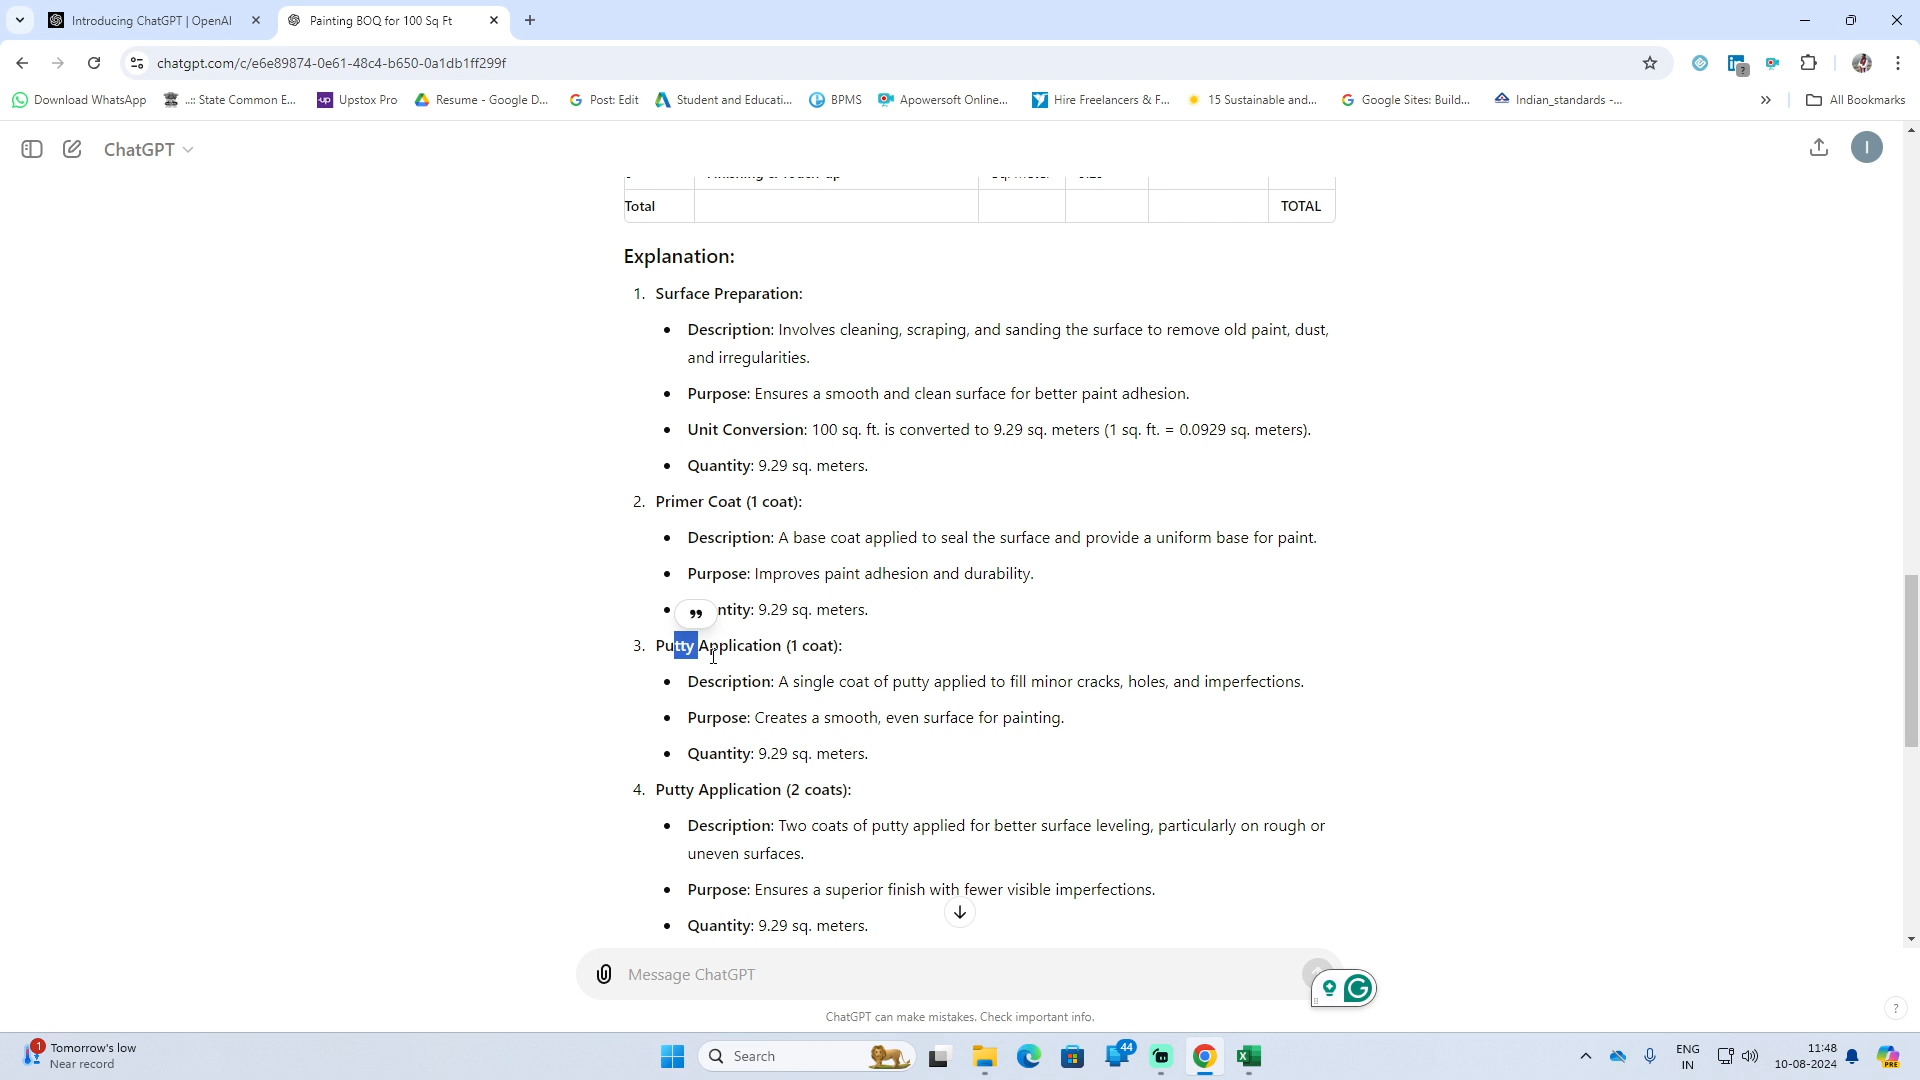 Introducing ChatGPT | OpenAI
Painting BOQ for 100 Sq Ft
chatgpt.com/c/e6e89874-0e61-48c4-b650-0a1db1ff299f
Download WhatsApp
..:: State Common E...
up
Upstox Pro
Resume - Google D...
Post: Edit
Student and Educati...
BPMS
Apowersoft Online...
Hire Freelancers & F...
15 Sustainable and...
Google Sites: Build...
Indian_standards -...
All Bookmarks
ChatGPT
I
Total TOTAL
Explanation:
1. Surface Preparation:
• Description: Involves cleaning, scraping, and sanding the surface to remove old paint, dust,
and irregularities.
• Purpose: Ensures a smooth and clean surface for better paint adhesion.
• Unit Conversion: 100 sq. ft. is converted to 9.29 sq. meters (1 sq. ft. = 0.0929 sq. meters).
• Quantity: 9.29 sq. meters.
2. Primer Coat (1 coat):
• Description: A base coat applied to seal the surface and provide a uniform base for paint.
• Purpose: Improves paint adhesion and durability.
• ntity: 9.29 sq. meters.
3. Putty Application (1 coat):
• Description: A single coat of putty applied to fill minor cracks, holes, and imperfections.
• Purpose: Creates a smooth, even surface for painting.
• Quantity: 9.29 sq. meters.
4. Putty Application (2 coats):
• Description: Two coats of putty applied for better surface leveling, particularly on rough or
uneven surfaces.
• Purpose: Ensures a superior finish with fewer visible imperfections.
• Quantity: 9.29 sq. meters.
Message ChatGPT
ChatGPT can make mistakes. Check important info.
?
1
Tomorrow's low
Near record
Search
44
ENG
IN
11:48
10-08-2024
PRE